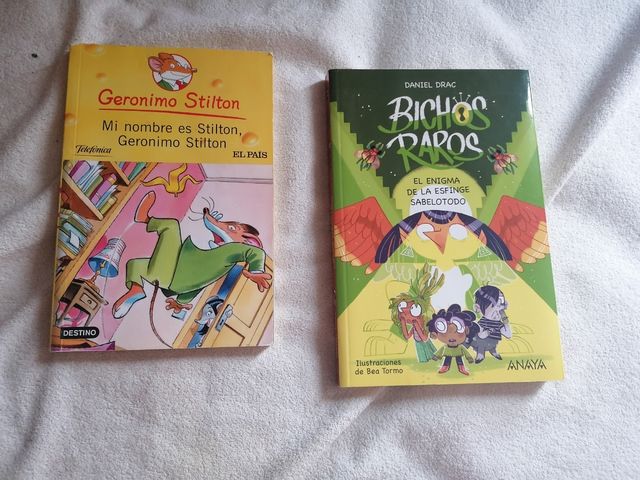 Geronimo Stilton
Mi nombre es Stilton,
Geronimo Stilton
Telefónica
EL PAIS
DESTINO
DANIEL DRAC
BICHOS
RAROS
EL ENIGMA
DE LA ESFINGE
SABELOTODO
Ilustraciones
de Bea Tormo
ANAYA